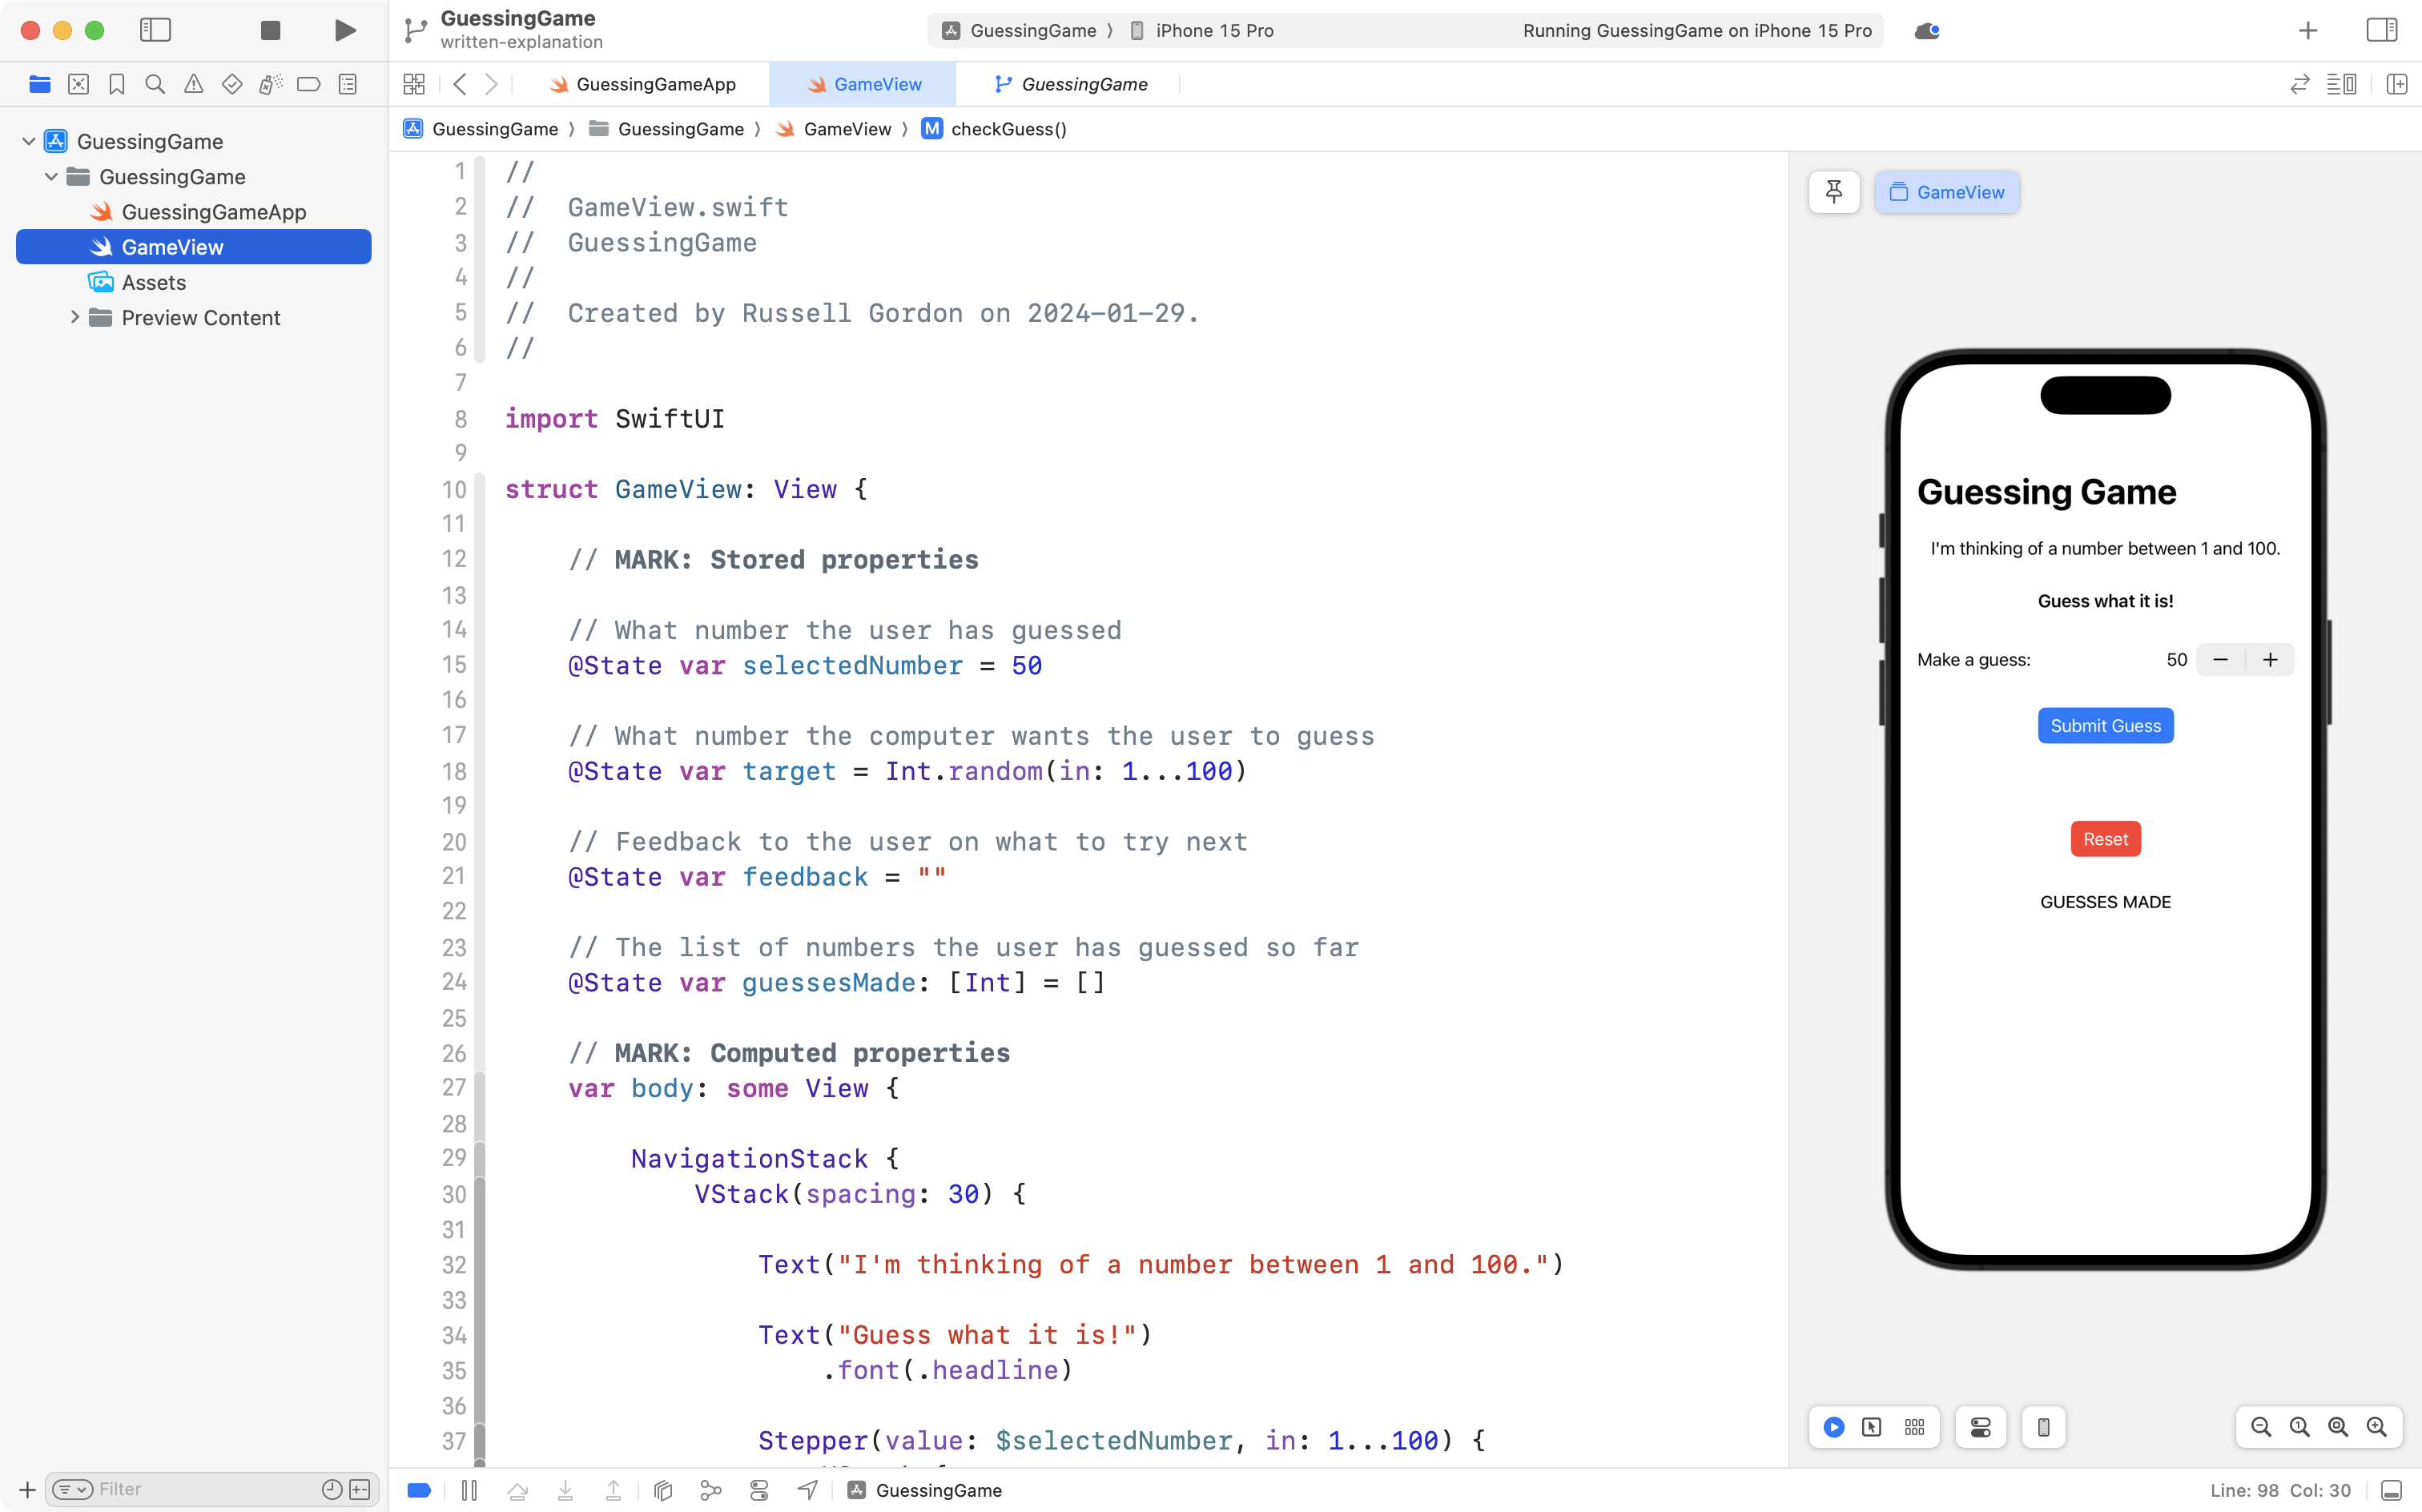 GuessingGame
written-explanation
GuessingGame 〉 iPhone 15 Pro
Running GuessingGame on iPhone 15 Pro
GuessingGameApp
GameView
GuessingGame
GuessingGame 〉 GuessingGame 〉 GameView 〉 M checkGuess()
GuessingGame
GuessingGame
GuessingGameApp
GameView
Assets
Preview Content
Filter
1 //
2 //  GameView.swift
3 //  GuessingGame
4 //
5 //  Created by Russell Gordon on 2024-01-29.
6 //
7
8 import SwiftUI
9
10 struct GameView: View {
11
12     // MARK: Stored properties
13
14     // What number the user has guessed
15     @State var selectedNumber = 50
16
17     // What number the computer wants the user to guess
18     @State var target = Int.random(in: 1...100)
19
20     // Feedback to the user on what to try next
21     @State var feedback = ""
22
23     // The list of numbers the user has guessed so far
24     @State var guessesMade: [Int] = []
25
26     // MARK: Computed properties
27     var body: some View {
28
29         NavigationStack {
30             VStack(spacing: 30) {
31
32                 Text("I'm thinking of a number between 1 and 100.")
33
34                 Text("Guess what it is!")
35                     .font(.headline)
36
37                 Stepper(value: $selectedNumber, in: 1...100) {
GameView
Guessing Game
I'm thinking of a number between 1 and 100.
Guess what it is!
Make a guess: 50 − +
Submit Guess
Reset
GUESSES MADE
GuessingGame
Line: 98 Col: 30